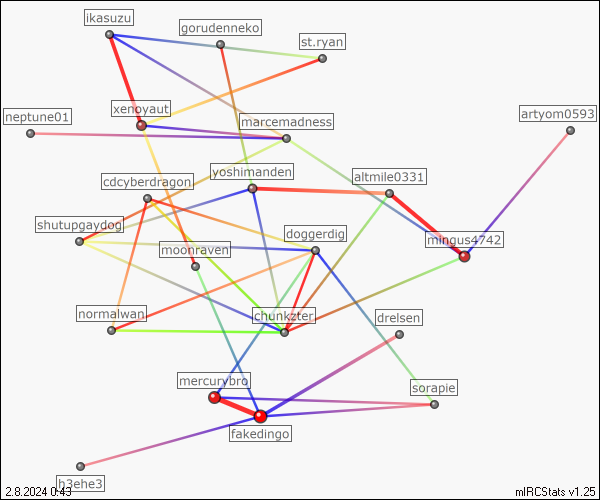 ikasuzu
gorudenneko
st.ryan
xenoyaut
neptune01
marcemadness
artyom0593
yoshimanden
altmile0331
cdcyberdragon
shutupgaydog
doggerdig
mingus4742
moonraven
normalwan
chunkzter
drelsen
mercurybro
sorapie
fakedingo
h3ehe3
2.8.2024 0:43
mIRCStats v1.25